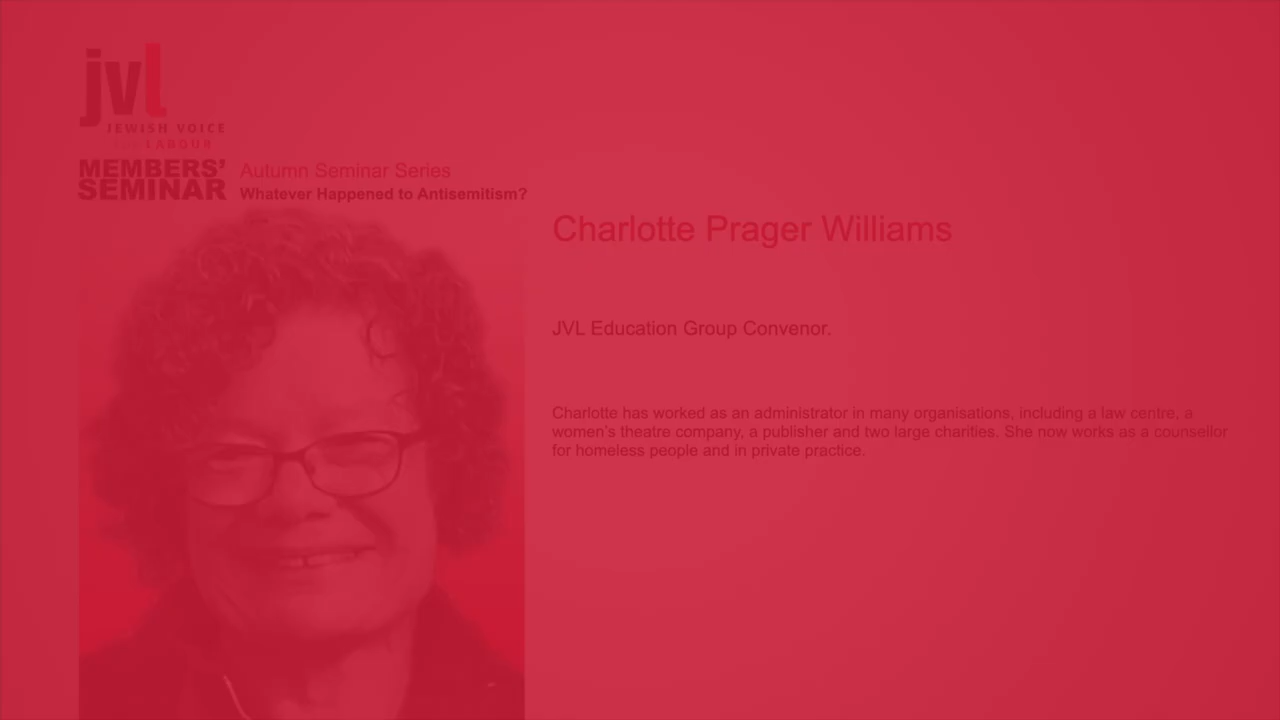 jvl
JEWISH VOICE
FOR LABOUR
MEMBERS'
SEMINAR
Autumn Seminar Series
Whatever Happened to Antisemitism?
Charlotte Prager Williams
JVL Education Group Convenor.
Charlotte has worked as an administrator in many organisations, including a law centre, a
women's theatre company, a publisher and two large charities. She now works as a counsellor
for homeless people and in private practice.